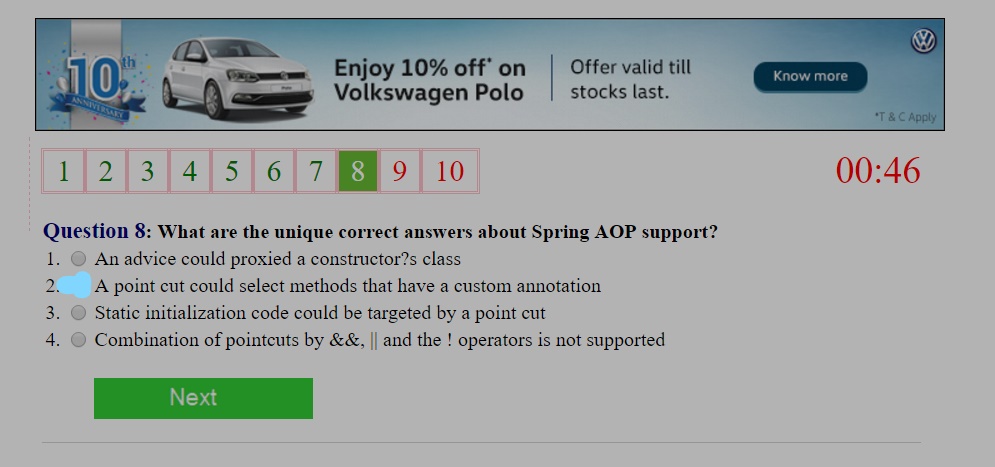 10th
ANNIVERSARY
Enjoy 10% off* on
Volkswagen Polo
Offer valid till
stocks last.
Know more
*T & C Apply
1 2 3 4 5 6 7 8 9 10
00:46
Question 8: What are the unique correct answers about Spring AOP support?
1. An advice could proxied a constructor?s class
2. A point cut could select methods that have a custom annotation
3. Static initialization code could be targeted by a point cut
4. Combination of pointcuts by &&, || and the ! operators is not supported
Next